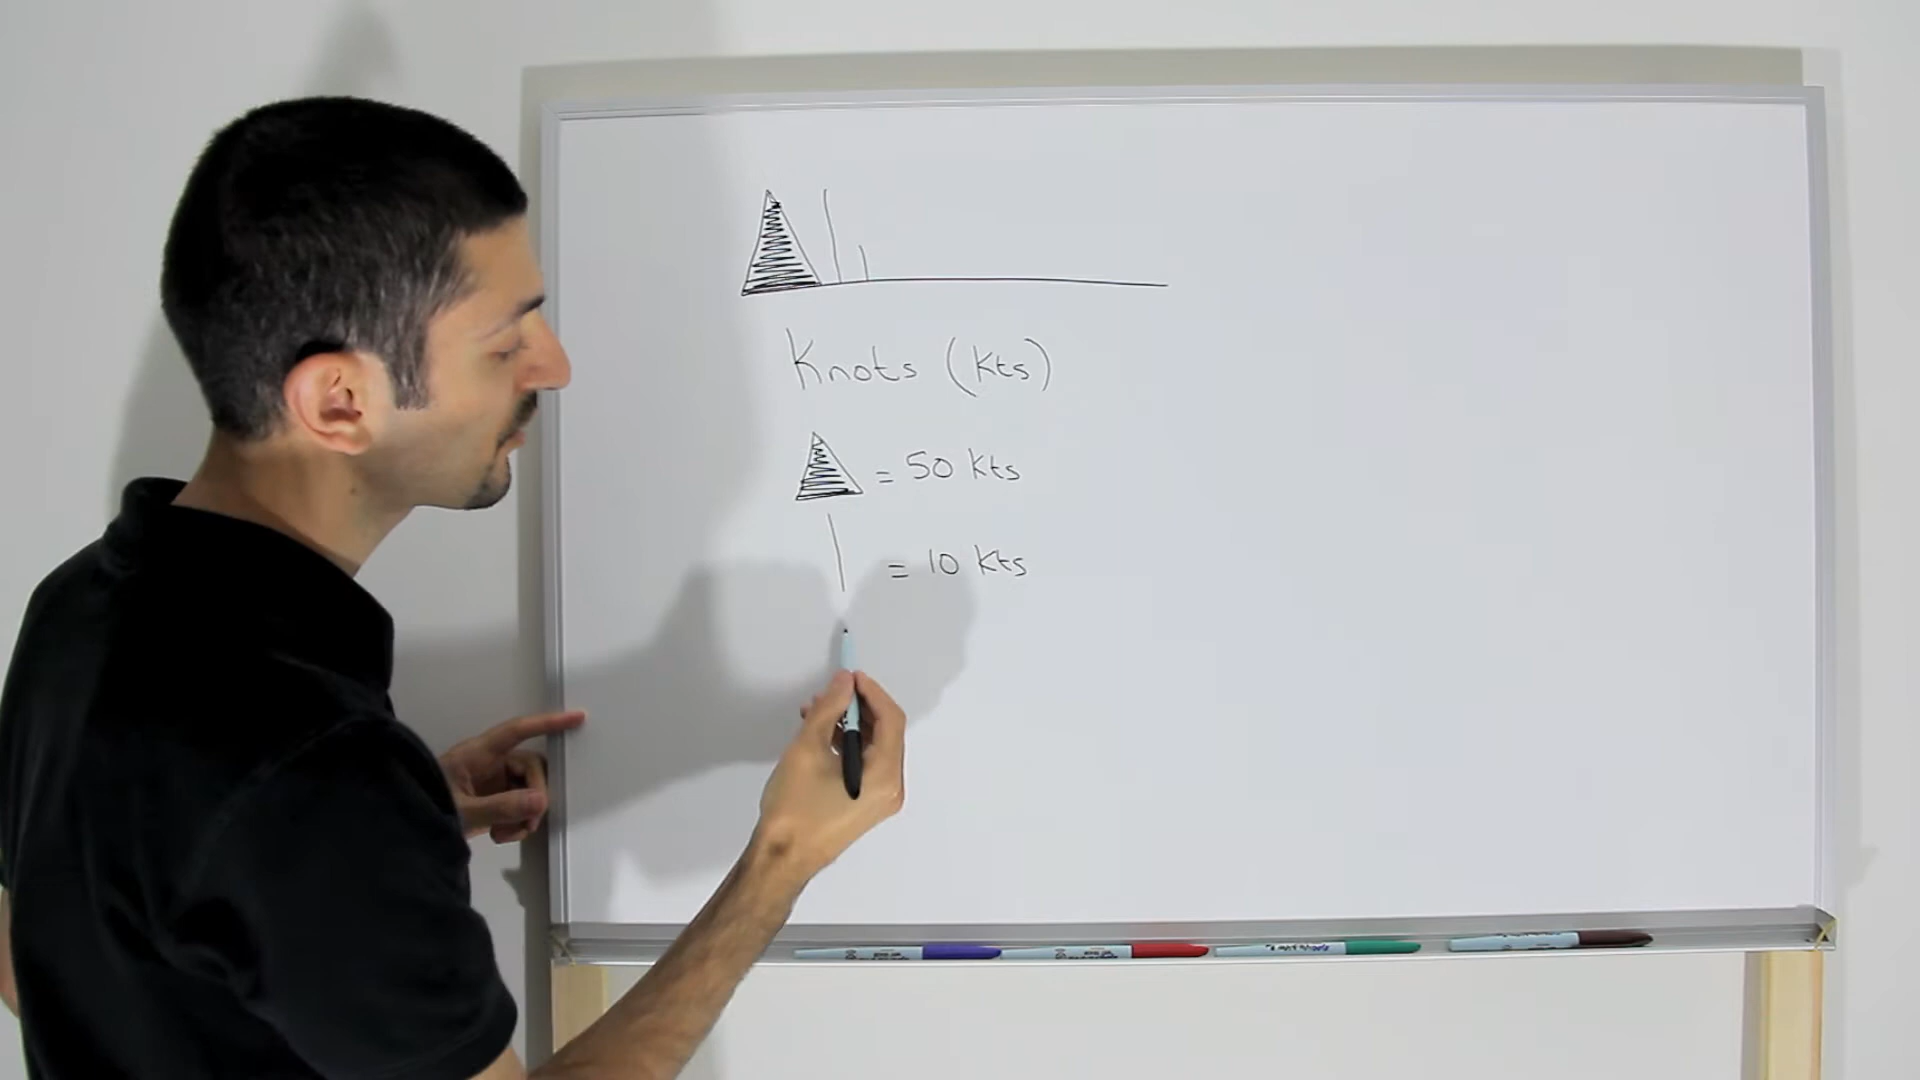 Knots (Kts)
= 50 Kts
= 10 Kts